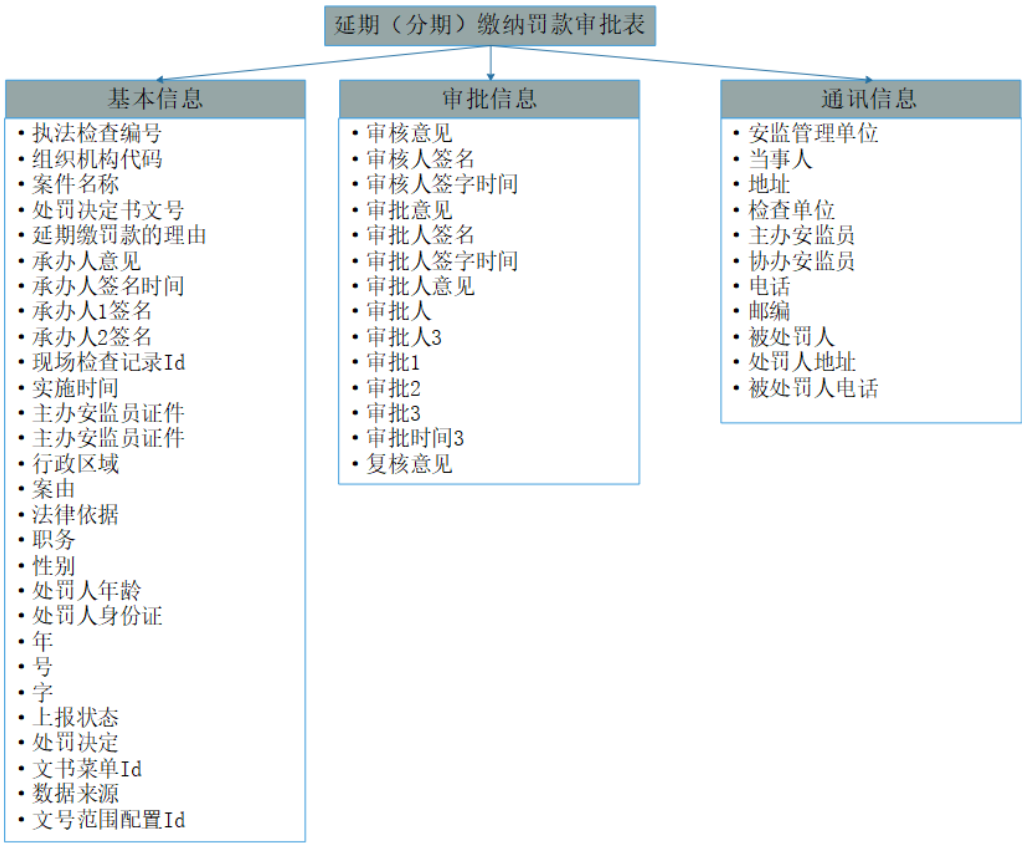 延期（分期）缴纳罚款审批表
基本信息
• 执法检查编号
• 组织机构代码
• 案件名称
• 处罚决定书文号
• 延期缴罚款的理由
• 承办人意见
• 承办人签名时间
• 承办人1签名
• 承办人2签名
• 现场检查记录Id
• 实施时间
• 主办安监员证件
• 主办安监员证件
• 行政区域
• 案由
• 法律依据
• 职务
• 性别
• 处罚人年龄
• 处罚人身份证
• 年
• 号
• 字
• 上报状态
• 处罚决定
• 文书菜单Id
• 数据来源
• 文号范围配置Id
审批信息
• 审核意见
• 审核人签名
• 审核人签字时间
• 审批意见
• 审批人签名
• 审批人签字时间
• 审批人意见
• 审批人
• 审批人3
• 审批1
• 审批2
• 审批3
• 审批时间3
• 复核意见
通讯信息
• 安监管理单位
• 当事人
• 地址
• 检查单位
• 主办安监员
• 协办安监员
• 电话
• 邮编
• 被处罚人
• 处罚人地址
• 被处罚人电话